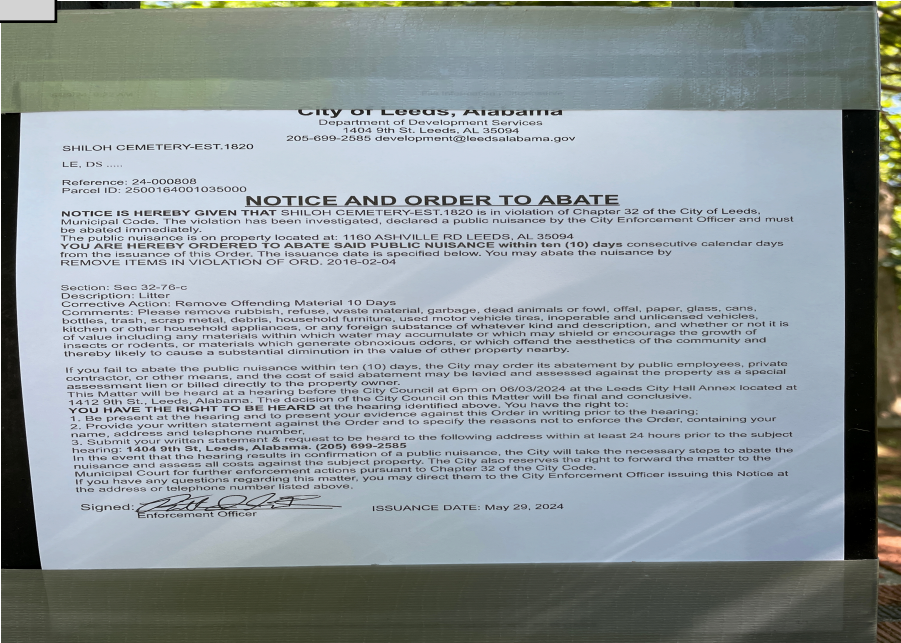 City of Leeds, Alabama
Department of Development Services
1404 9th St. Leeds, AL 35094
205-699-2585 development@leedsalabama.gov
SHILOH CEMETERY-EST.1820
LE, DS .....
Reference: 24-000808
Parcel ID: 2500164001035000
NOTICE AND ORDER TO ABATE
NOTICE IS HEREBY GIVEN THAT SHILOH CEMETERY-EST.1820 is in violation of Chapter 32 of the City of Leeds,
Municipal Code. The violation has been investigated, declared a public nuisance by the City Enforcement Officer and must
be abated immediately.
The public nuisance is on property located at: 1160 ASHVILLE RD LEEDS, AL 35094
YOU ARE HEREBY ORDERED TO ABATE SAID PUBLIC NUISANCE within ten (10) days consecutive calendar days
from the issuance of this Order. The issuance date is specified below. You may abate the nuisance by
REMOVE ITEMS IN VIOLATION OF ORD. 2016-02-04
Section: Sec 32-76-c
Description: Litter
Corrective Action: Remove Offending Material 10 Days
Comments: Please remove rubbish, refuse, waste material, garbage, dead animals or fowl, offal, paper, glass, cans,
bottles, trash, scrap metal, debris, household furniture, used motor vehicle tires, inoperable and unlicensed vehicles,
kitchen or other household appliances, or any foreign substance of whatever kind and description, and whether or not it is
of value including any materials within which water may accumulate or which may shield or encourage the growth of
insects or rodents, or materials which generate obnoxious odors, or which offend the aesthetics of the community and
thereby likely to cause a substantial diminution in the value of other property nearby.
If you fail to abate the public nuisance within ten (10) days, the City may order its abatement by public employees, private
contractor, or other means, and the cost of said abatement may be levied and assessed against the property as a special
assessment lien or billed directly to the property owner.
This Matter will be heard at a hearing before the City Council at 6pm on 06/03/2024 at the Leeds City Hall Annex located at
1412 9th St., Leeds, Alabama. The decision of the City Council on this Matter will be final and conclusive.
YOU HAVE THE RIGHT TO BE HEARD at the hearing identified above. You have the right to:
1. Be present at the hearing and to present your evidence against this Order in writing prior to the hearing;
2. Provide your written statement against the Order and to specify the reasons not to enforce the Order, containing your
name, address and telephone number,
3. Submit your written statement & request to be heard to the following address within at least 24 hours prior to the subject
hearing: 1404 9th St, Leeds, Alabama. (205) 699-2585
In the event that the hearing results in confirmation of a public nuisance, the City will take the necessary steps to abate the
nuisance and assess all costs against the subject property. The City also reserves the right to forward the matter to the
Municipal Court for further enforcement actions pursuant to Chapter 32 of the City Code.
If you have any questions regarding this matter, you may direct them to the City Enforcement Officer issuing this Notice at
the address or telephone number listed above.
Signed:
Enforcement Officer
ISSUANCE DATE: May 29, 2024